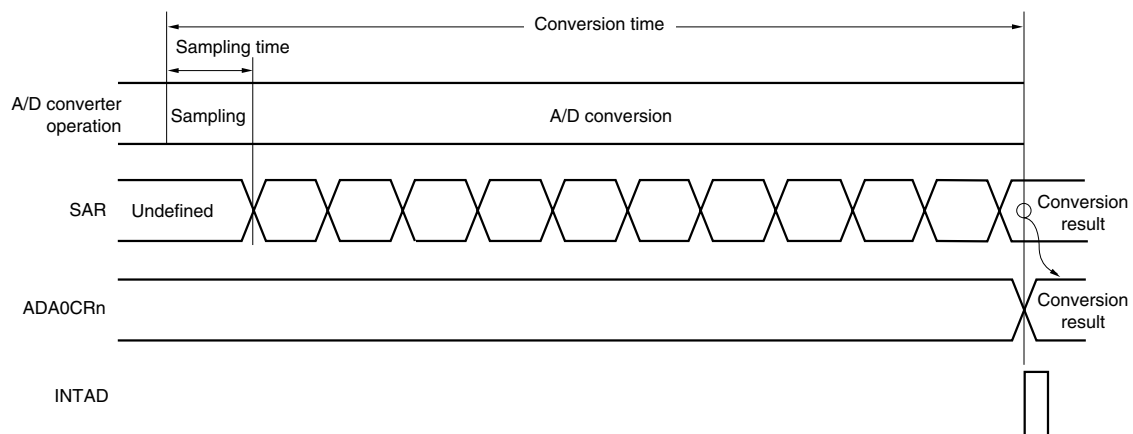 Conversion time
Sampling time
A/D converter
operation
Sampling
A/D conversion
SAR
Undefined
Conversion
result
ADA0CRn
Conversion
result
INTAD